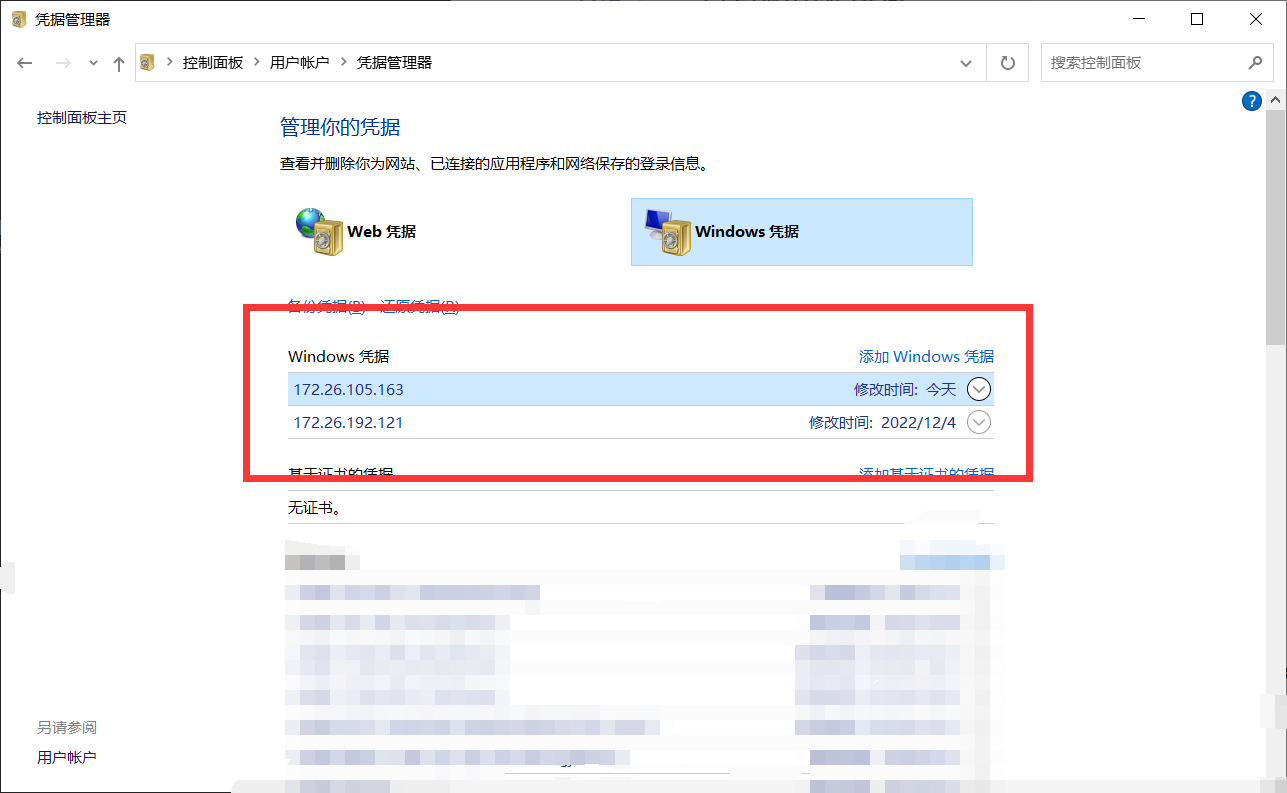 凭据管理器
控制面板 用户帐户 凭据管理器
搜索控制面板
?
控制面板主页
管理你的凭据
查看并删除你为网站、已连接的应用程序和网络保存的登录信息。
Web 凭据
Windows 凭据
备份凭据(B) 还原凭据(R)
Windows 凭据 添加 Windows 凭据
172.26.105.163 修改时间: 今天
172.26.192.121 修改时间: 2022/12/4
基于证书的凭据 添加基于证书的凭据
无证书。
另请参阅
用户帐户